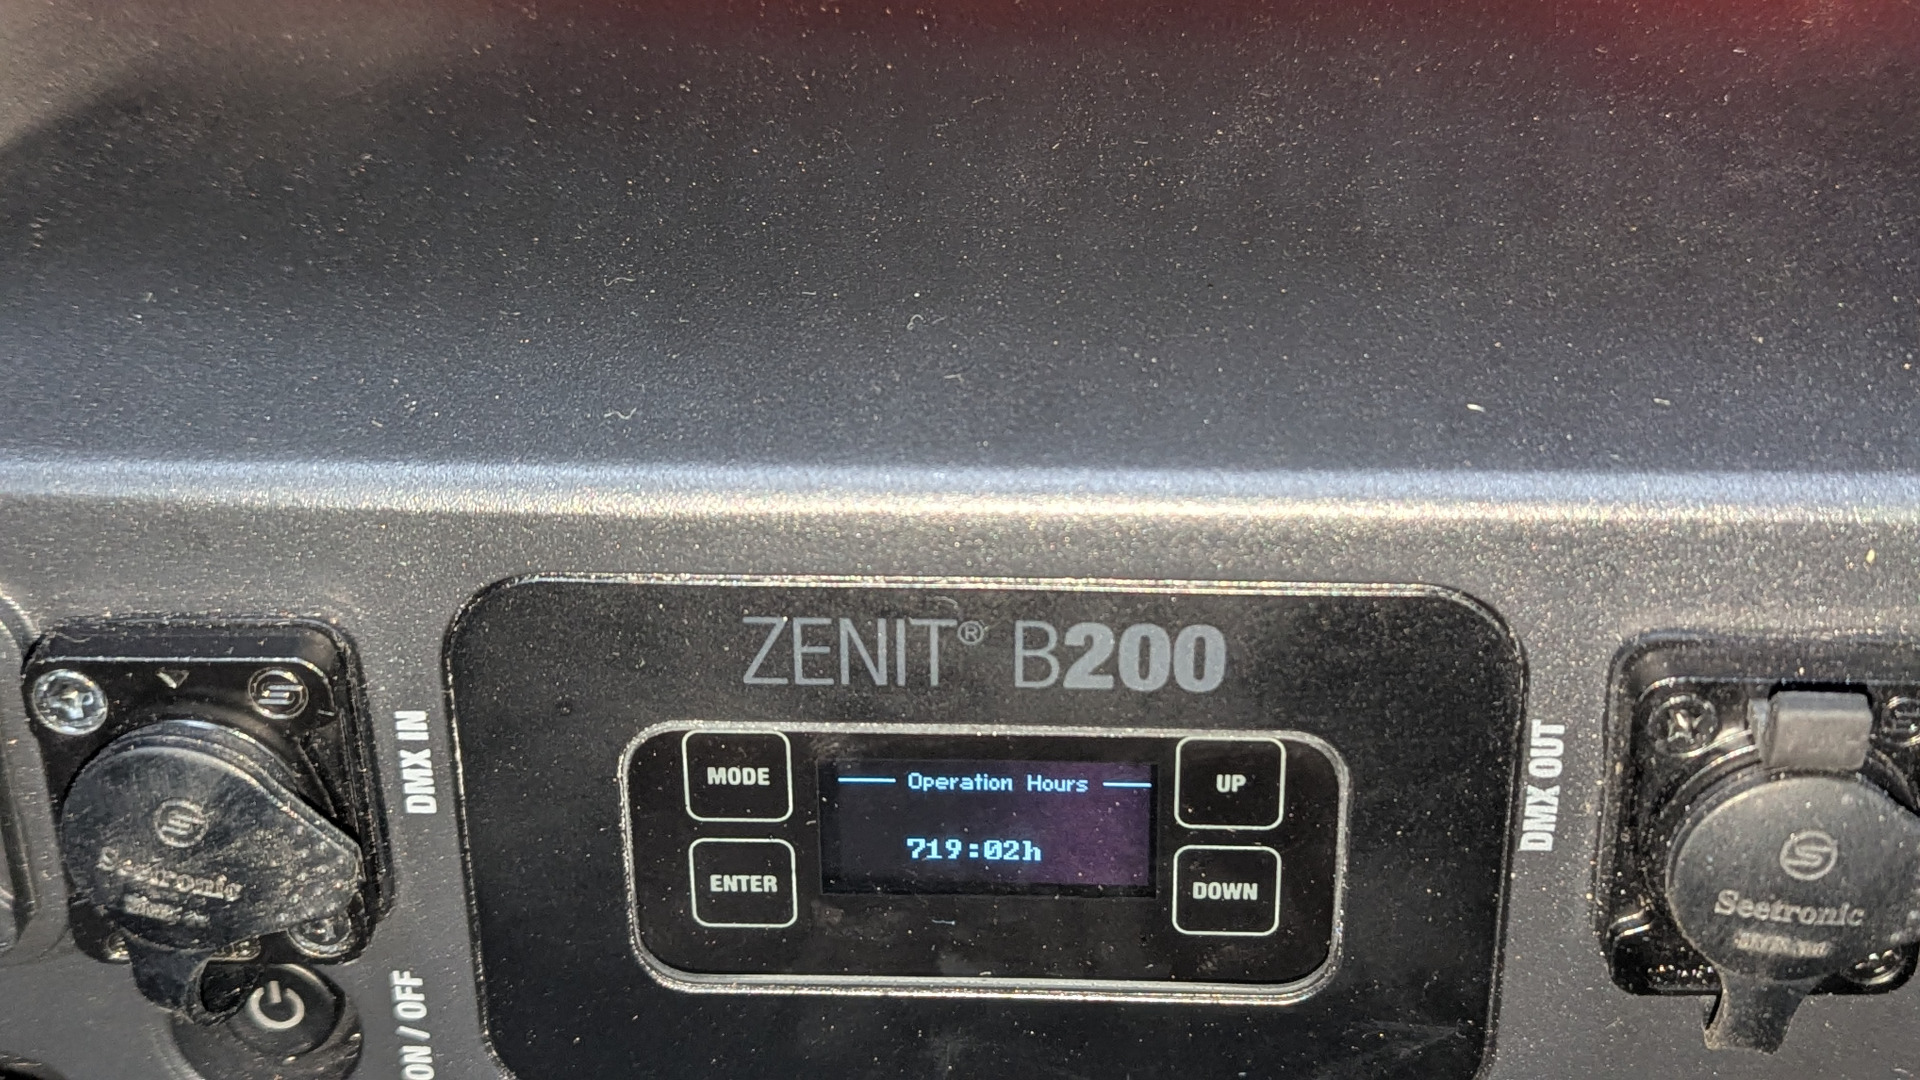 ZENIT® B200
MODE
Operation Hours
UP
719:02h
ENTER
DOWN
DMX IN
DMX OUT
ON / OFF
Seetronic
Seetronic